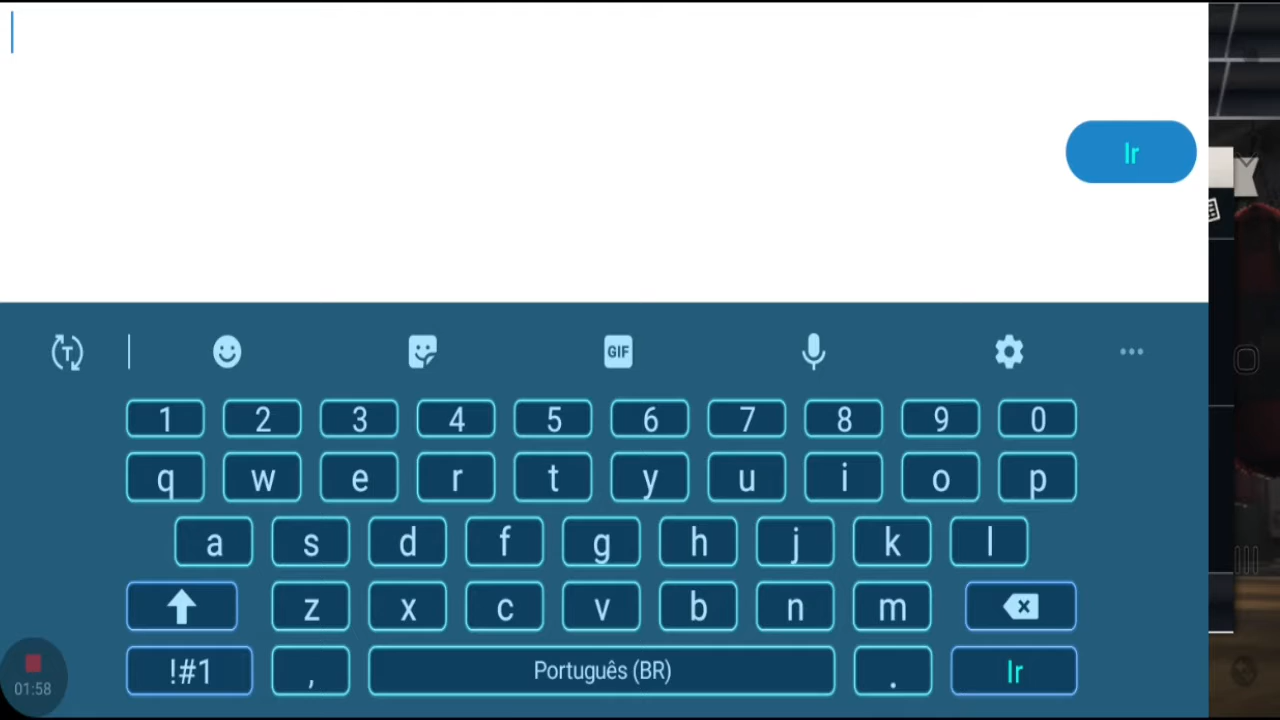 Ir
T
GIF
1 2 3 4 5 6 7 8 9 0
q w e r t y u i o p
a s d f g h j k l
z x c v b n m
!#1 , Português (BR) . Ir
01:58